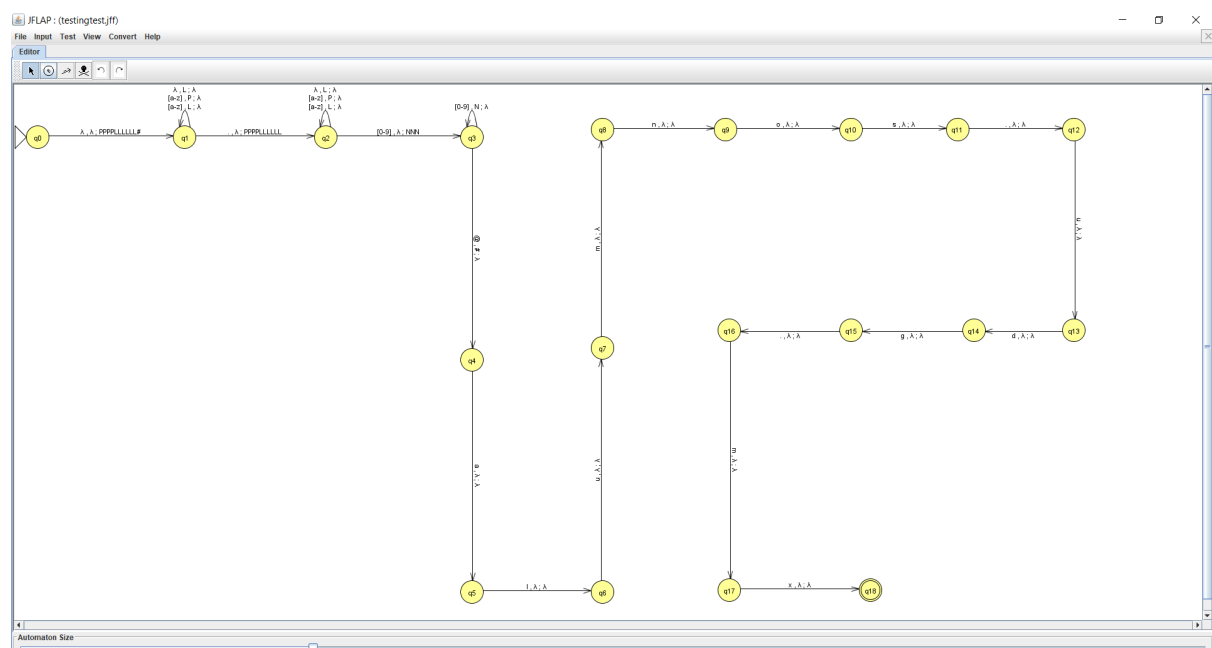 JFLAP : (testingtest.jff)
File Input Test View Convert Help
Editor
λ , L ; λ
[a-z] , P ; λ
[a-z] , L ; λ
λ , L ; λ
[a-z] , P ; λ
[a-z] , L ; λ
[0-9] , N ; λ
q0
λ , λ ; PPPPLLLLLL#
q1
. , λ ; PPPPLLLLLL
q2
[0-9] , λ ; NNN
q3
q8
n , λ ; λ
q9
o , λ ; λ
q10
s , λ ; λ
q11
. , λ ; λ
q12
@ , # ; λ
m , λ ; λ
u , λ ; λ
q4
q7
q16
. , λ ; λ
q15
g , λ ; λ
q14
d , λ ; λ
q13
a , λ ; λ
u , λ ; λ
m , λ ; λ
q5
l , λ ; λ
q6
q17
x , λ ; λ
q18
Automaton Size